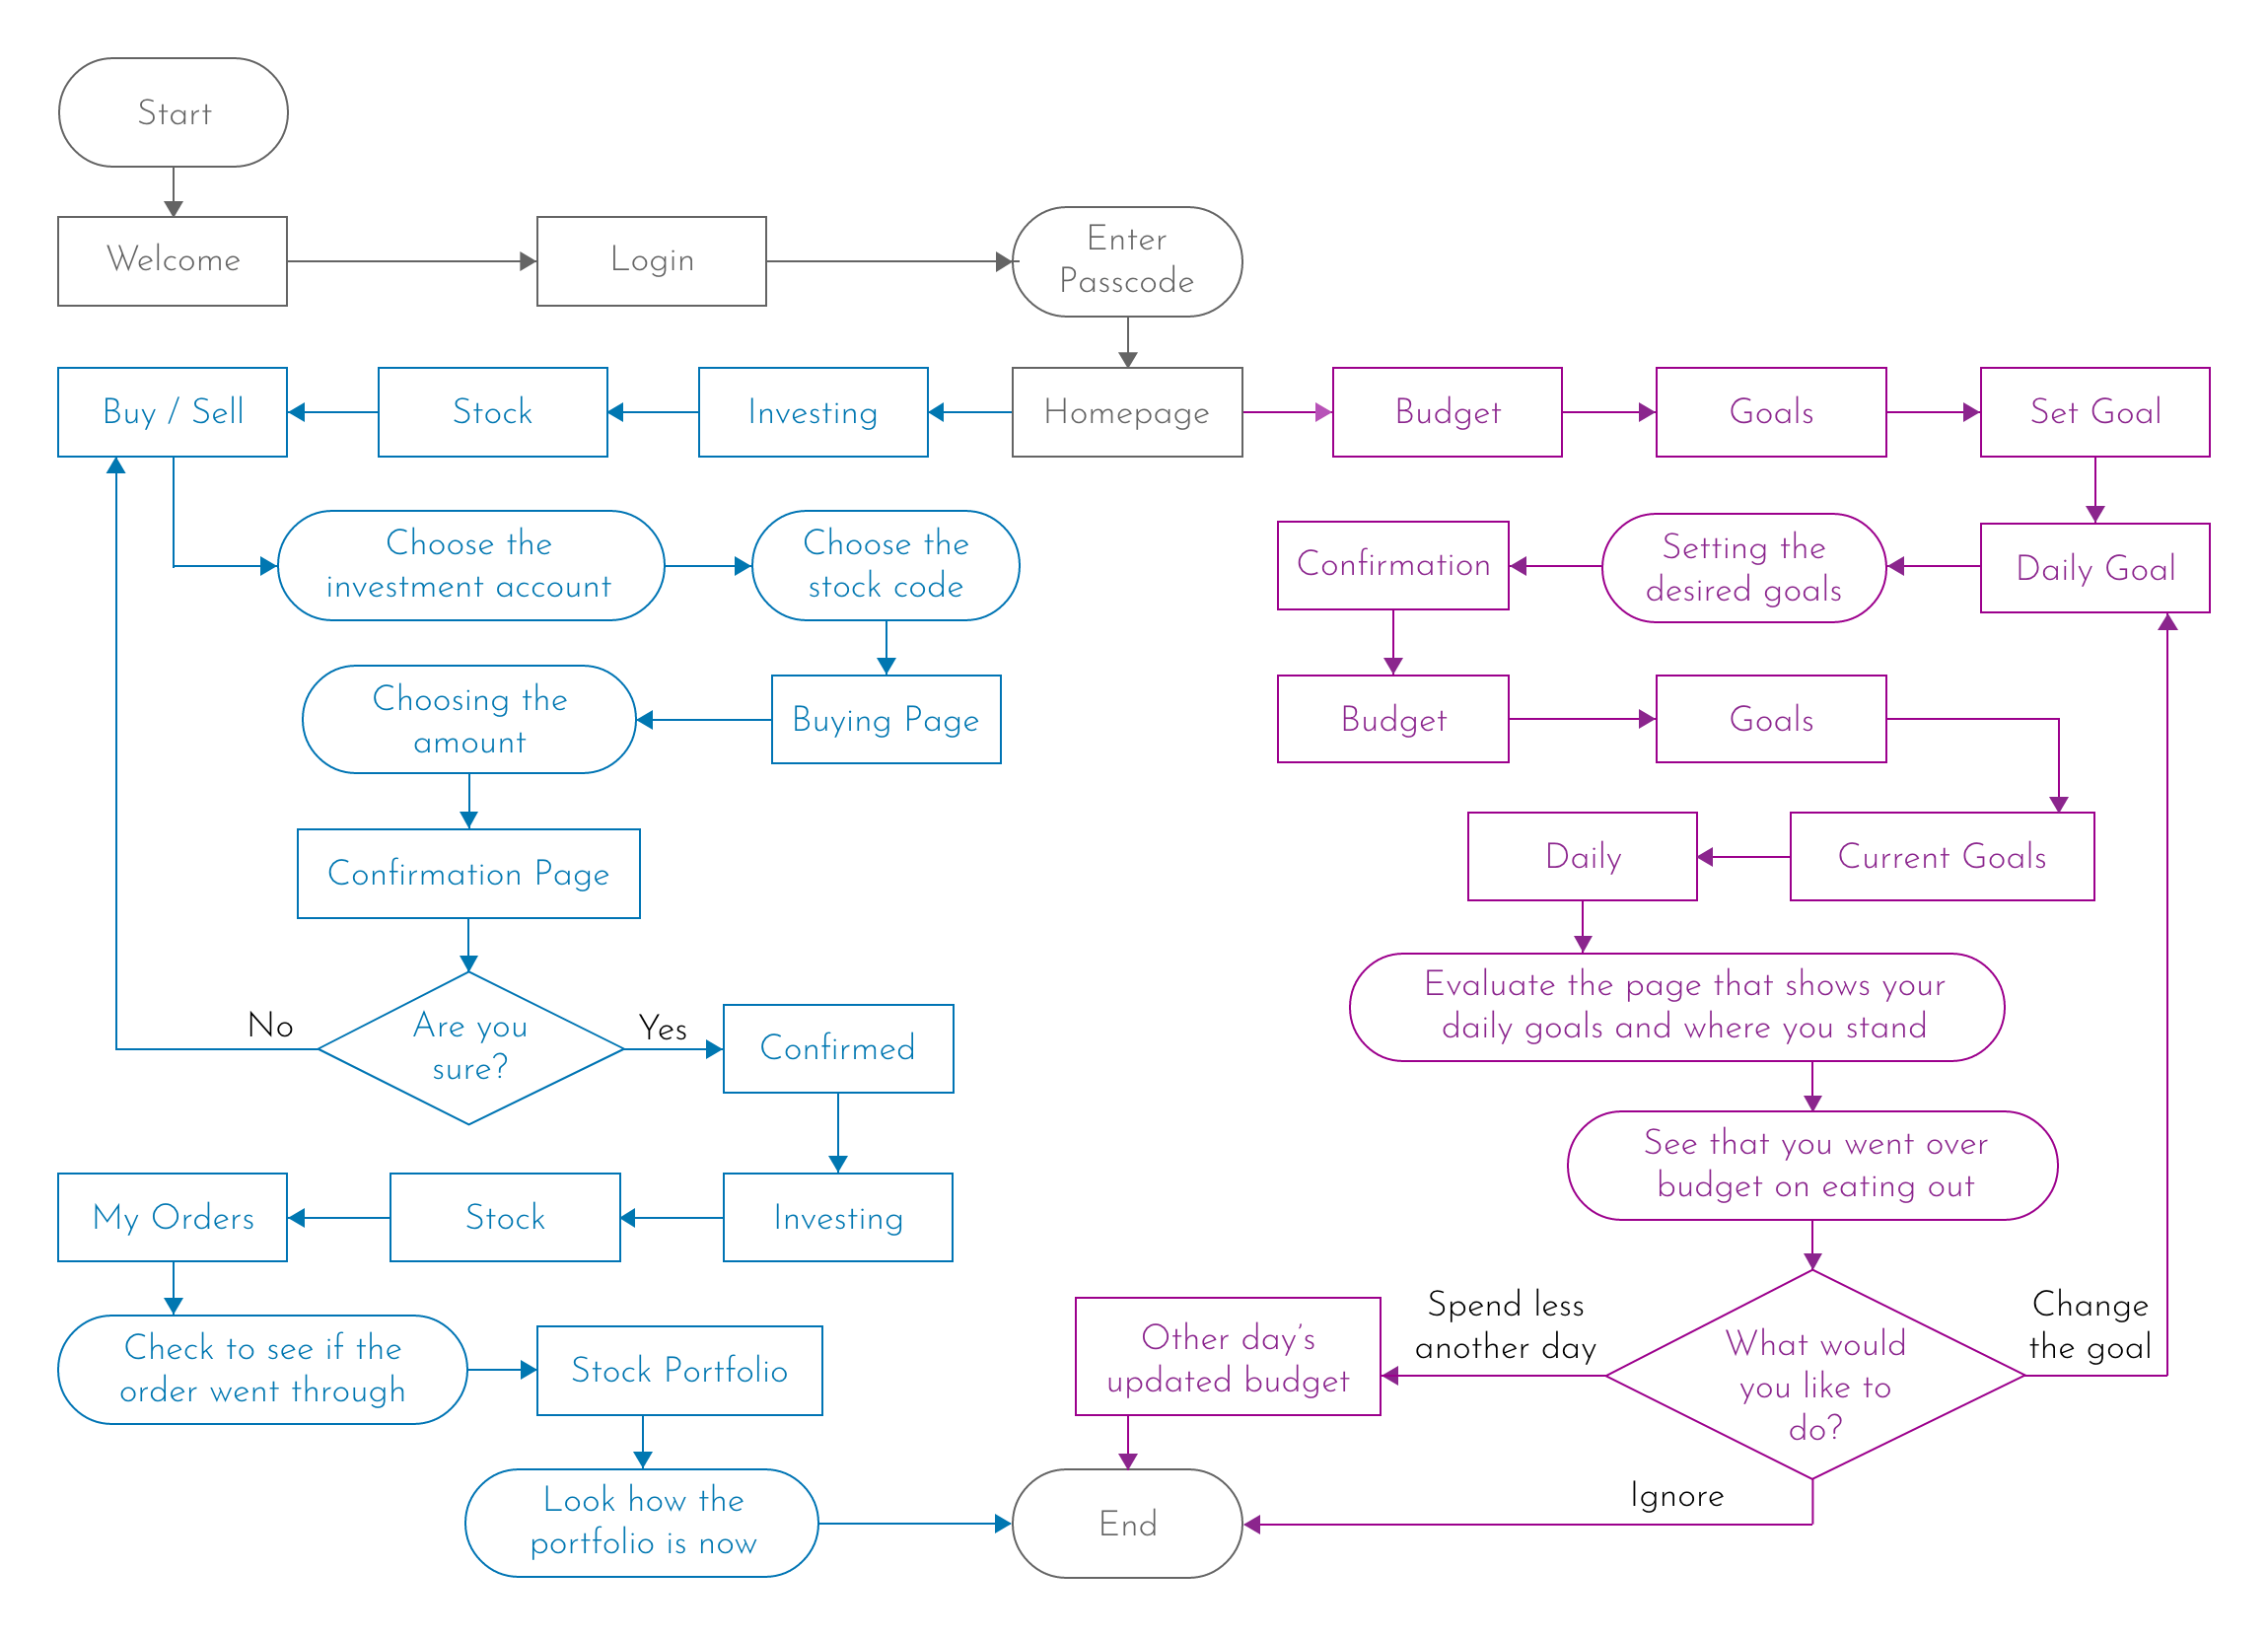 Start
Welcome
Login
Enter
Passcode
Buy / Sell
Stock
Investing
Homepage
Budget
Goals
Set Goal
Choose the
investment account
Choose the
stock code
Confirmation
Setting the
desired goals
Daily Goal
Choosing the
amount
Buying Page
Budget
Goals
Confirmation Page
Daily
Current Goals
Evaluate the page that shows your
daily goals and where you stand
No
Are you
sure?
Yes
Confirmed
See that you went over
budget on eating out
My Orders
Stock
Investing
Check to see if the
order went through
Stock Portfolio
Other day's
updated budget
Spend less
another day
What would
you like to
do?
Change
the goal
Look how the
portfolio is now
End
Ignore